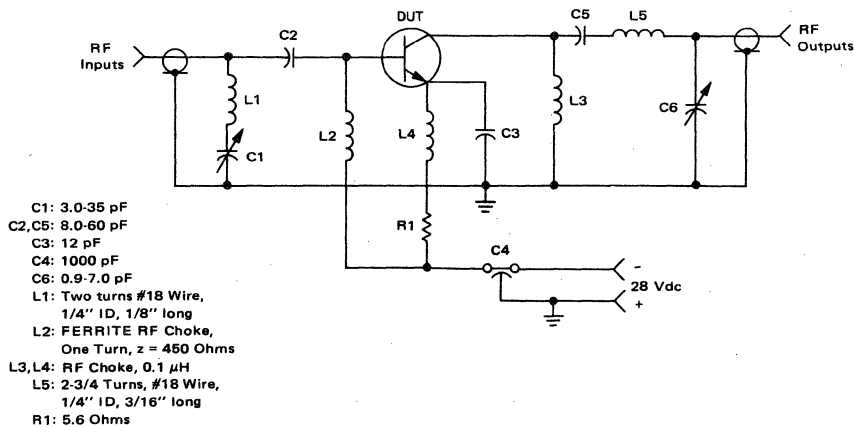 DUT
C5
L5
RF
Inputs
C2
RF
Outputs
L1
L2
L4
C3
L3
C6
C1
R1
C4
-
28 Vdc
+
C1: 3.0-35 pF
C2,C5: 8.0-60 pF
C3: 12 pF
C4: 1000 pF
C6: 0.9-7.0 pF
L1: Two turns #18 Wire,
1/4" ID, 1/8" long
L2: FERRITE RF Choke,
One Turn, z = 450 Ohms
L3,L4: RF Choke, 0.1 μH
L5: 2-3/4 Turns, #18 Wire,
1/4" ID, 3/16" long
R1: 5.6 Ohms